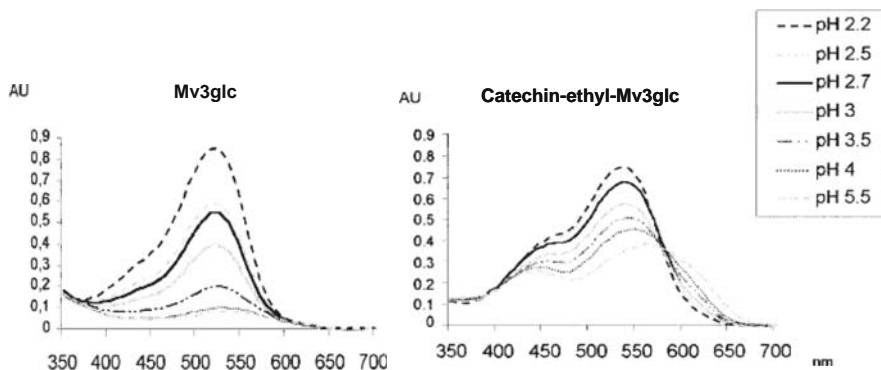 AU
Mv3glc
0,9
0,8
0,7
0,6
0,5
0,4
0,3
0,2
0,1
0
350 400 450 500 550 600 650 700
AU
Catechin-ethyl-Mv3glc
0.9
0.8
0.7
0.6
0.5
0.4
0.3
0.2
0.1
0
350 400 450 500 550 600 650 700
nm
pH 2.2
pH 2.5
pH 2.7
pH 3
pH 3.5
pH 4
pH 5.5